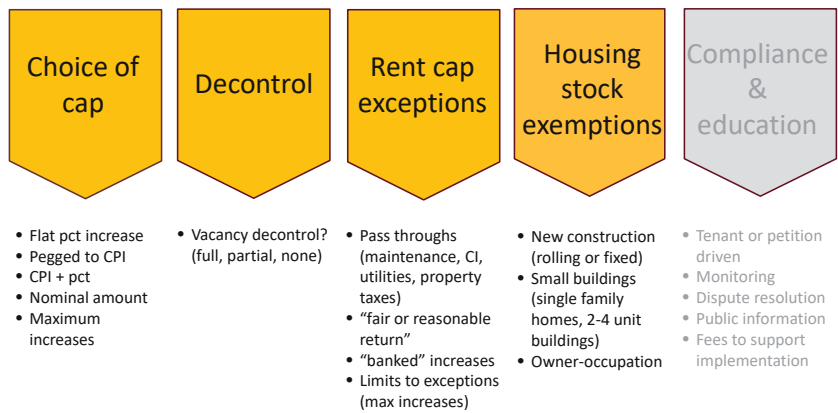 Choice of
cap
Decontrol
Rent cap
exceptions
Housing
stock
exemptions
Compliance
&
education
• Flat pct increase
• Pegged to CPI
• CPI + pct
• Nominal amount
• Maximum
increases
• Vacancy decontrol?
(full, partial, none)
• Pass throughs
(maintenance, CI,
utilities, property
taxes)
• “fair or reasonable
return”
• “banked” increases
• Limits to exceptions
(max increases)
• New construction
(rolling or fixed)
• Small buildings
(single family
homes, 2-4 unit
buildings)
• Owner-occupation
• Tenant or petition
driven
• Monitoring
• Dispute resolution
• Public information
• Fees to support
implementation